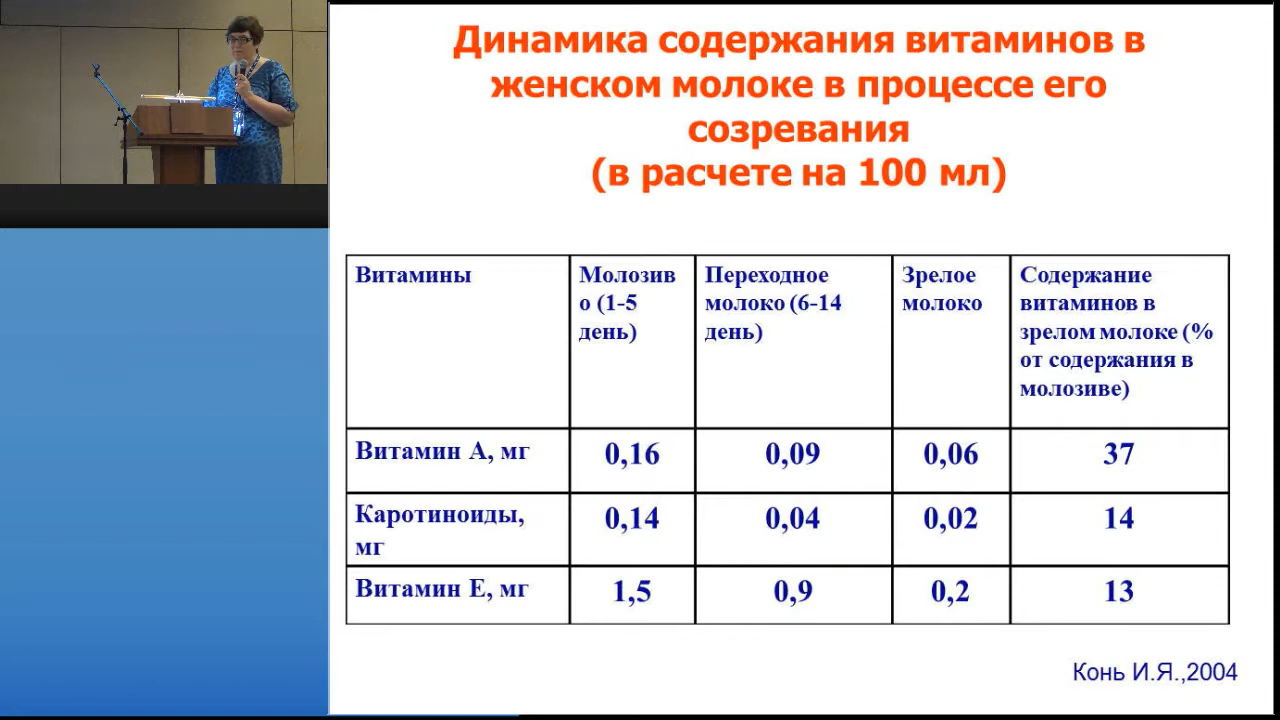 Динамика содержания витаминов в
женском молоке в процессе его
созревания
(в расчете на 100 мл)
Витамины
Молозив
о (1-5
день)
Переходное
молоко (6-14
день)
Зрелое
молоко
Содержание
витаминов в
зрелом молоке (%
от содержания в
молозиве)
Витамин А, мг
0,16
0,09
0,06
37
Каротиноиды,
мг
0,14
0,04
0,02
14
Витамин Е, мг
1,5
0,9
0,2
13
Конь И.Я.,2004